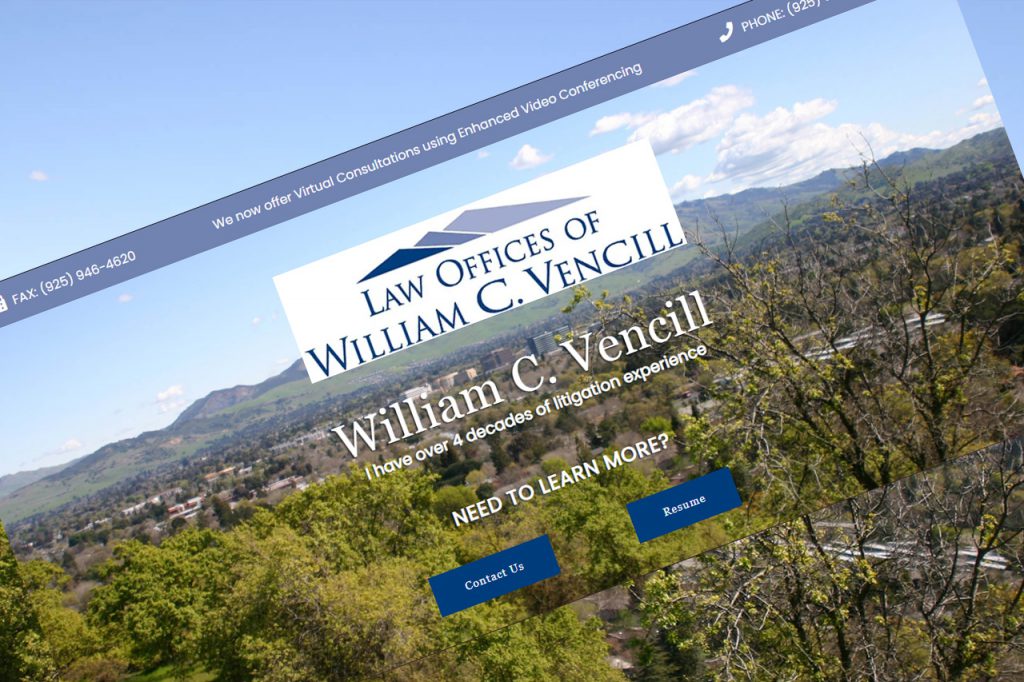 FAX: (925) 946-4620
We now offer Virtual Consultations using Enhanced Video Conferencing
PHONE: (925)
LAW OFFICES OF
WILLIAM C. VENCILL
William C. Vencill
I have over 4 decades of litigation experience
NEED TO LEARN MORE?
Contact Us
Resume